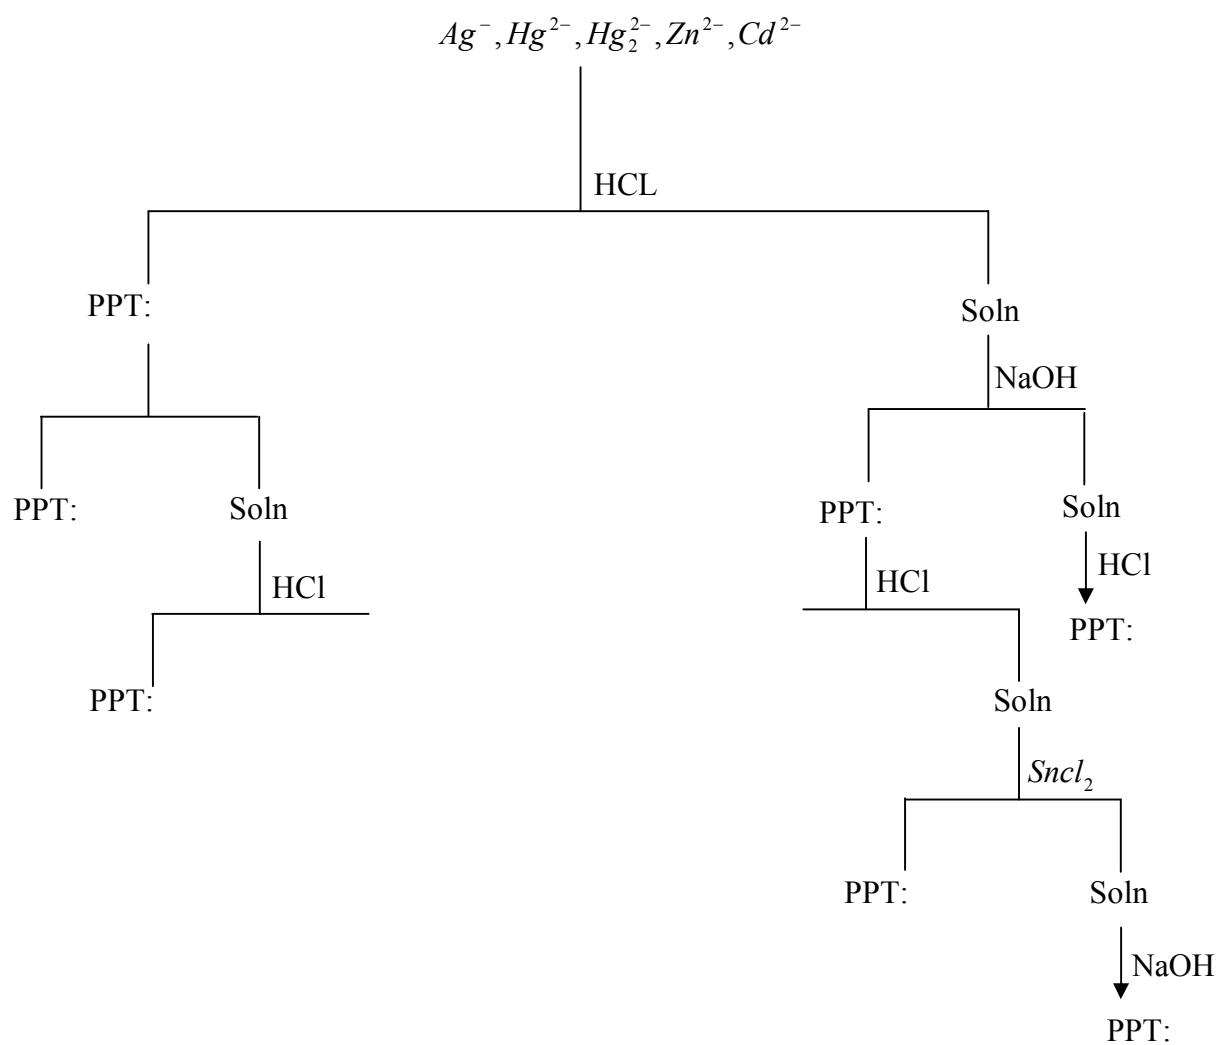 Ag⁻, Hg²⁻, Hg₂²⁻, Zn²⁻, Cd²⁻
HCL
PPT:
Soln
NaOH
PPT:
Soln
PPT:
Soln
HCl
HCl
HCl
PPT:
PPT:
Soln
Sncl₂
PPT:
Soln
NaOH
PPT: